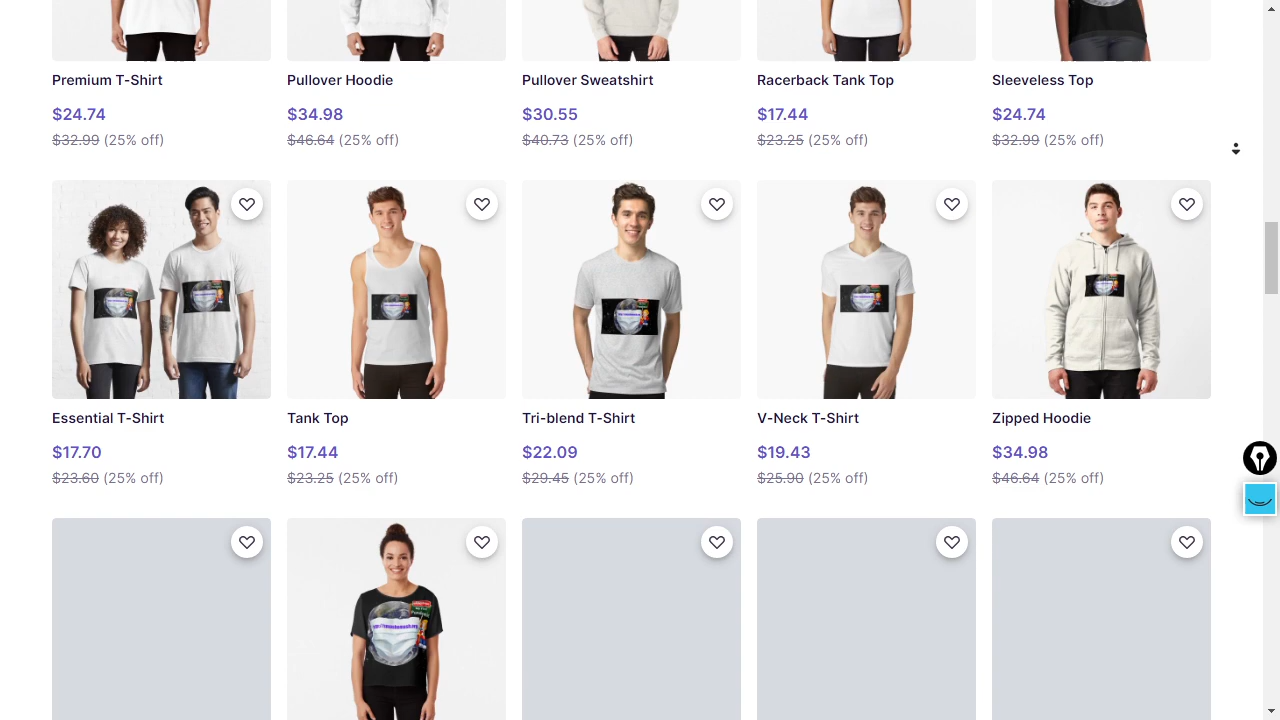 Premium T-Shirt
Pullover Hoodie
Pullover Sweatshirt
Racerback Tank Top
Sleeveless Top
$24.74
$34.98
$30.55
$17.44
$24.74
$32.99 (25% off)
$46.64 (25% off)
$40.73 (25% off)
$23.25 (25% off)
$32.99 (25% off)
Essential T-Shirt
Tank Top
Tri-blend T-Shirt
V-Neck T-Shirt
Zipped Hoodie
$17.70
$17.44
$22.09
$19.43
$34.98
$23.60 (25% off)
$23.25 (25% off)
$29.45 (25% off)
$25.90 (25% off)
$46.64 (25% off)